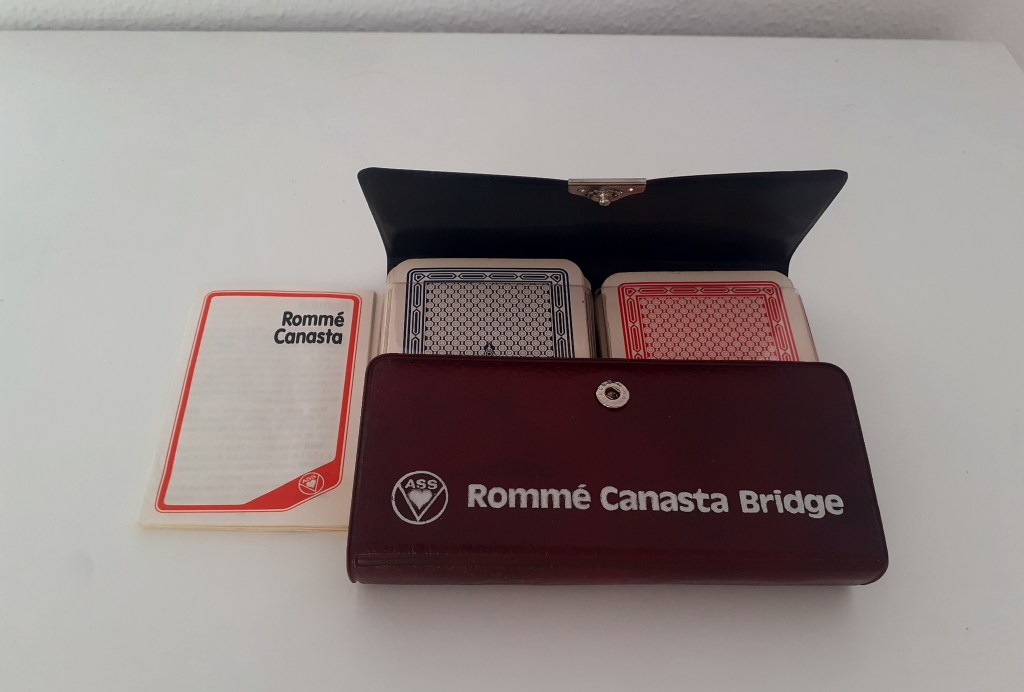 Rommé
Canasta
ASS
ASS
Rommé Canasta Bridge